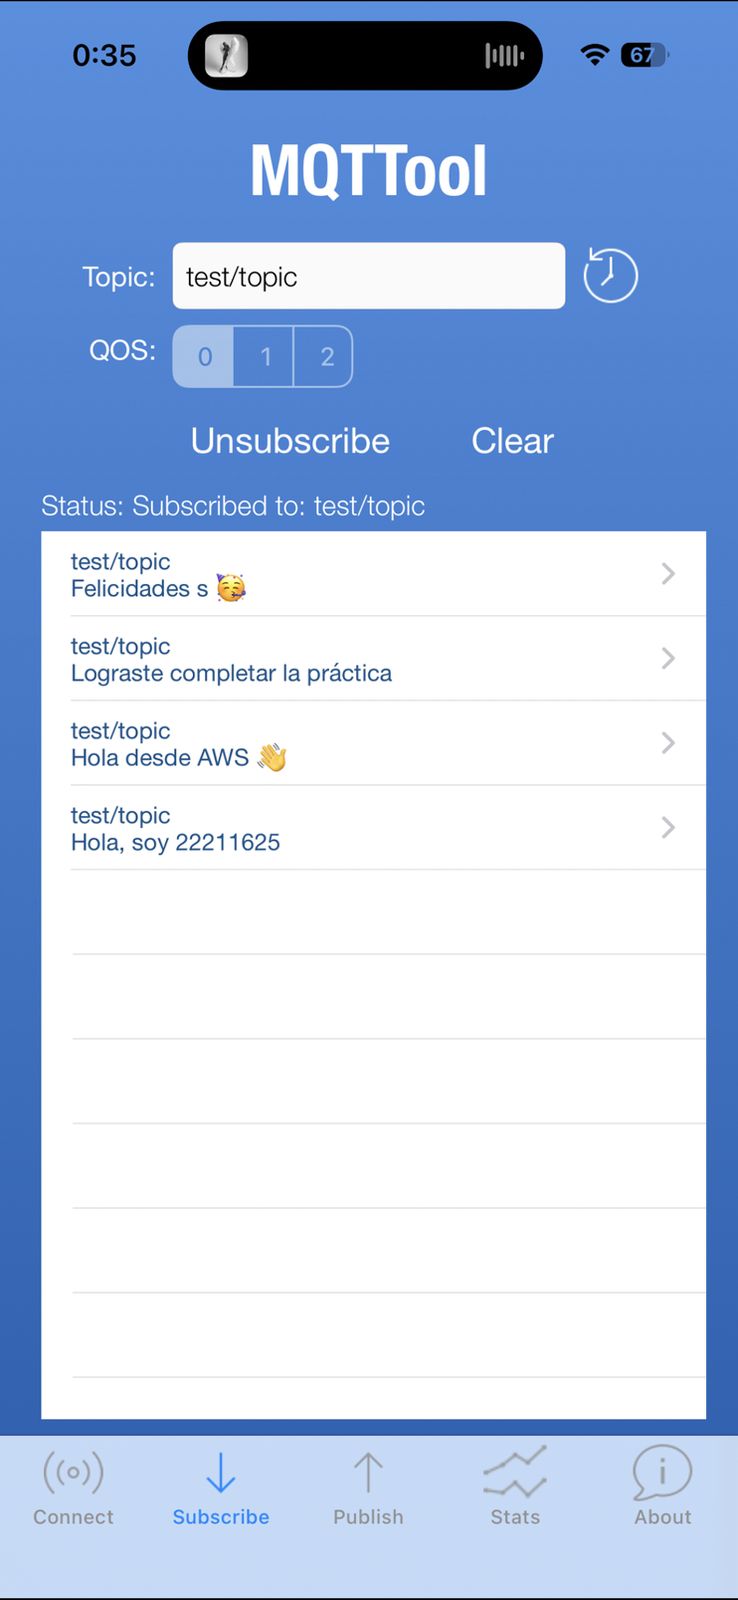 0:35
67
MQTTool
Topic: test/topic
QOS: 0 1 2
Unsubscribe Clear
Status: Subscribed to: test/topic
test/topic
Felicidades s 🥳
test/topic
Lograste completar la práctica
test/topic
Hola desde AWS 👋
test/topic
Hola, soy 22211625
Connect Subscribe Publish Stats About